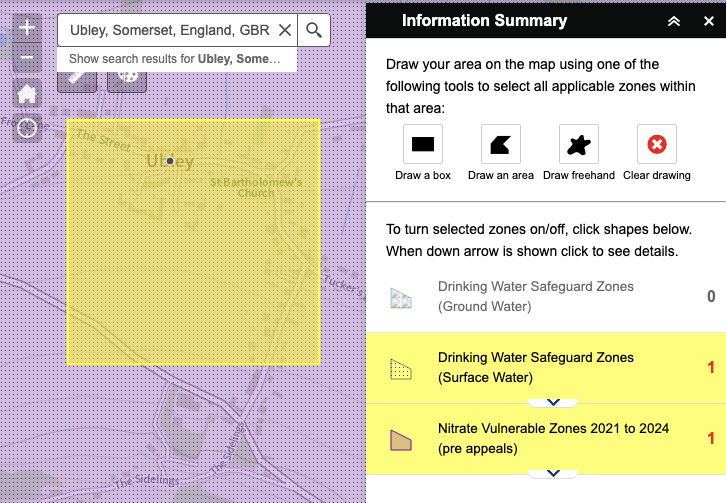 +
Ubley, Somerset, England, GBR
Show search results for Ubley, Some...
−
The Street
Ubley
St Bartholomew's
Church
Tucker's
The Sidelings
The Sidelings
Information Summary
Draw your area on the map using one of the
following tools to select all applicable zones within
that area:
Draw a box
Draw an area
Draw freehand
Clear drawing
To turn selected zones on/off, click shapes below.
When down arrow is shown click to see details.
Drinking Water Safeguard Zones
(Ground Water)
0
Drinking Water Safeguard Zones
(Surface Water)
1
Nitrate Vulnerable Zones 2021 to 2024
(pre appeals)
1